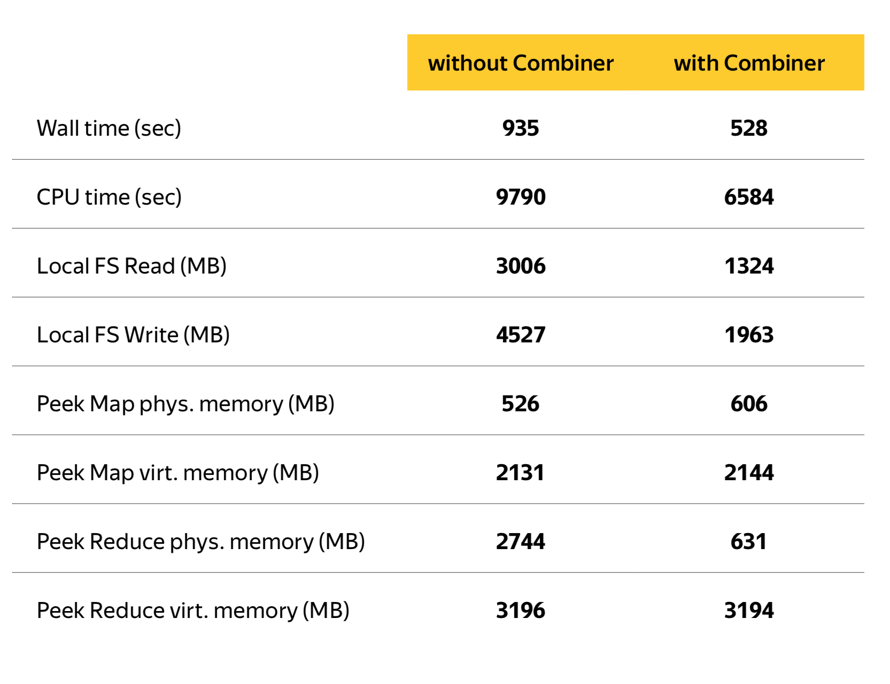 without Combiner with Combiner
Wall time (sec) 935 528
CPU time (sec) 9790 6584
Local FS Read (MB) 3006 1324
Local FS Write (MB) 4527 1963
Peek Map phys. memory (MB) 526 606
Peek Map virt. memory (MB) 2131 2144
Peek Reduce phys. memory (MB) 2744 631
Peek Reduce virt. memory (MB) 3196 3194